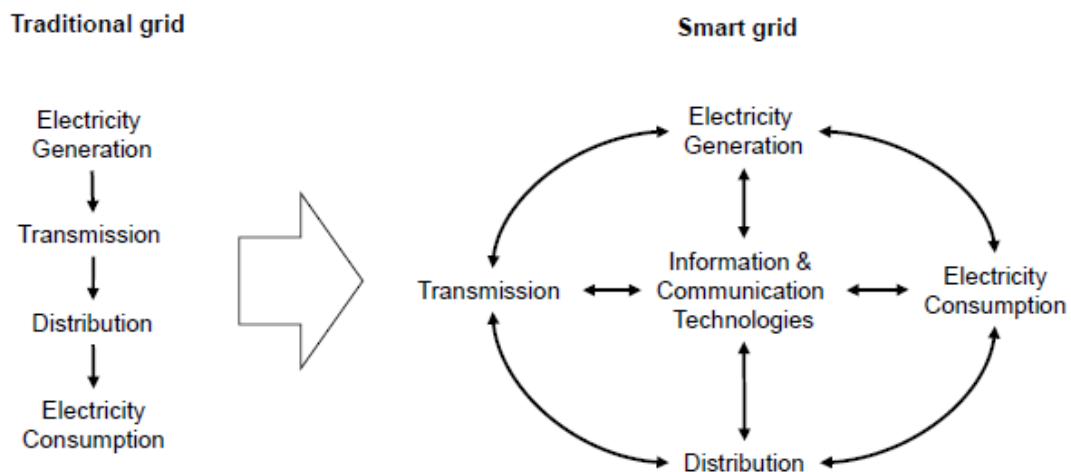 Traditional grid
Electricity
Generation
Transmission
Distribution
Electricity
Consumption
Smart grid
Electricity
Generation
Transmission
Information &
Communication
Technologies
Electricity
Consumption
Distribution